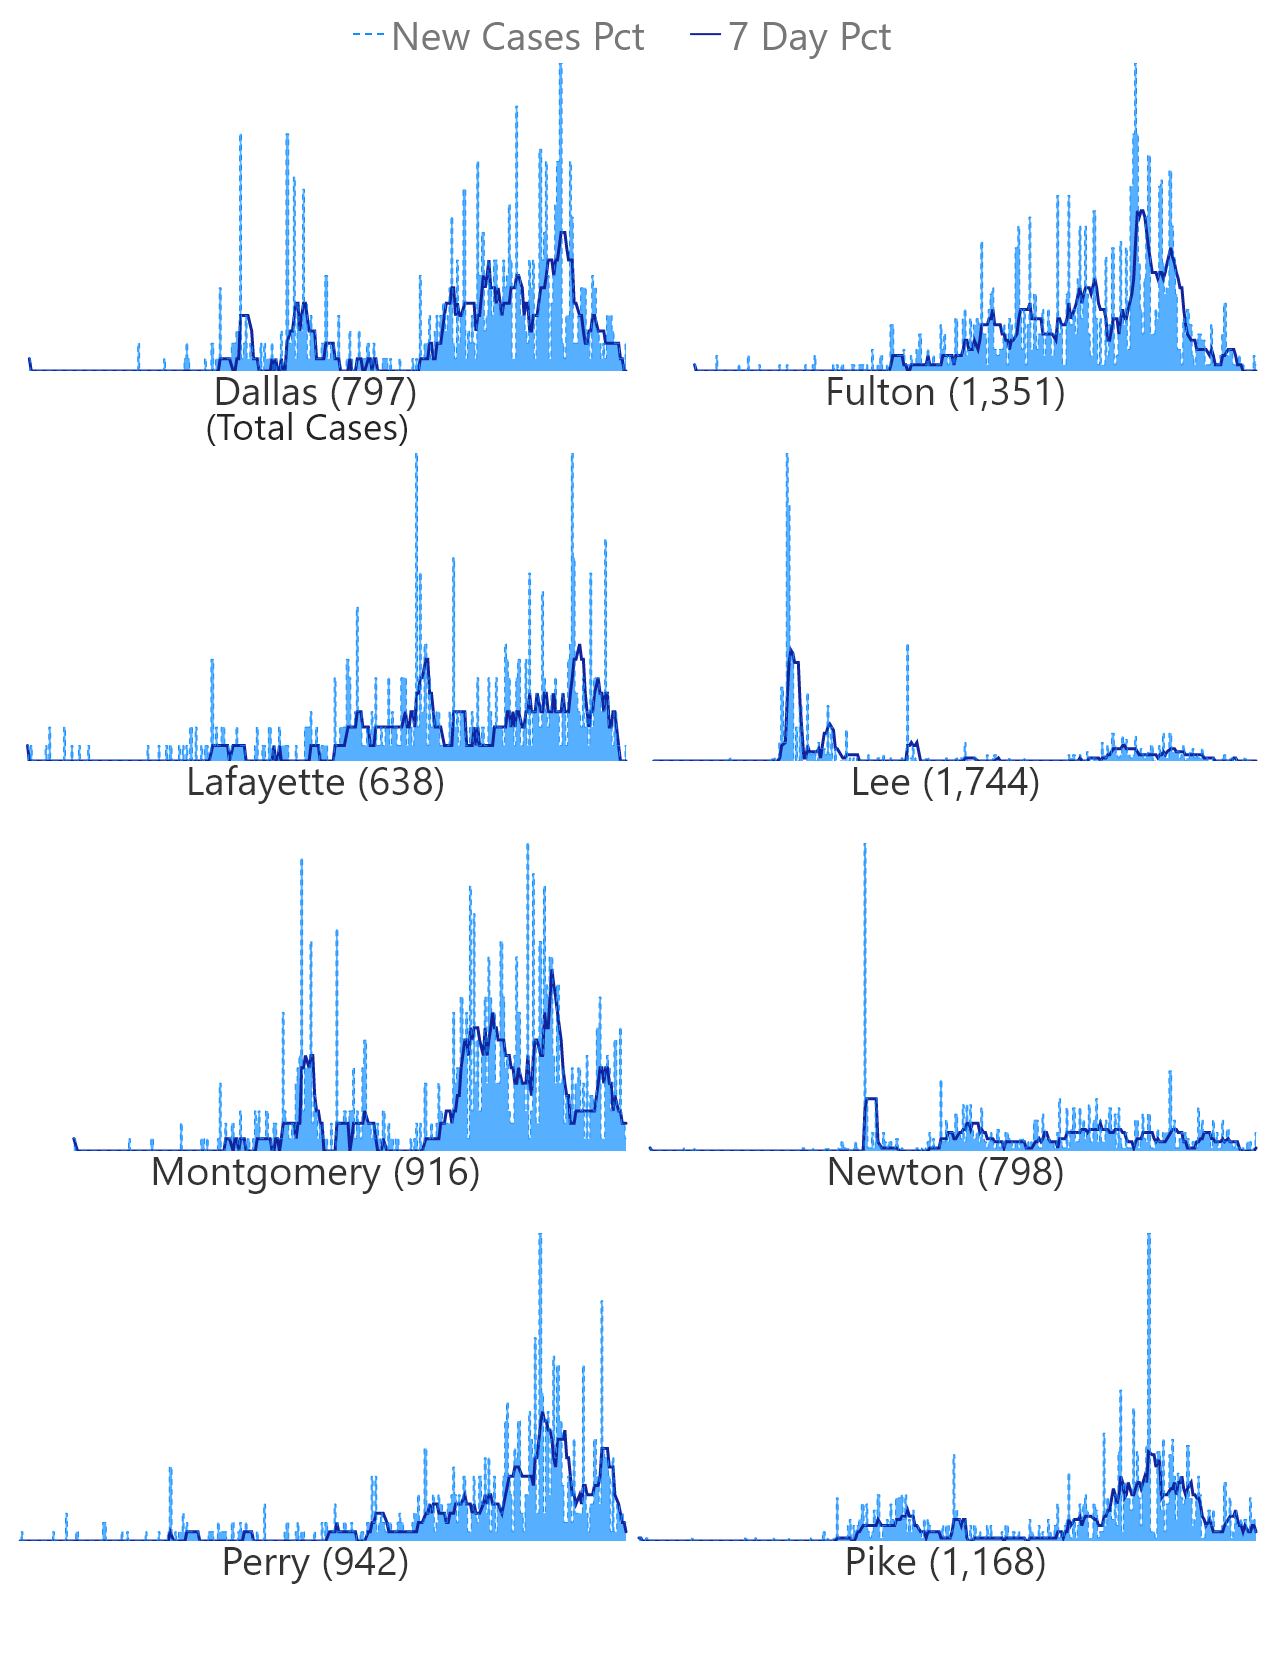 New Cases Pct 7 Day Pct
Dallas (797) Fulton (1,351)
(Total Cases)
Lafayette (638) Lee (1,744)
Montgomery (916) Newton (798)
Perry (942) Pike (1,168)